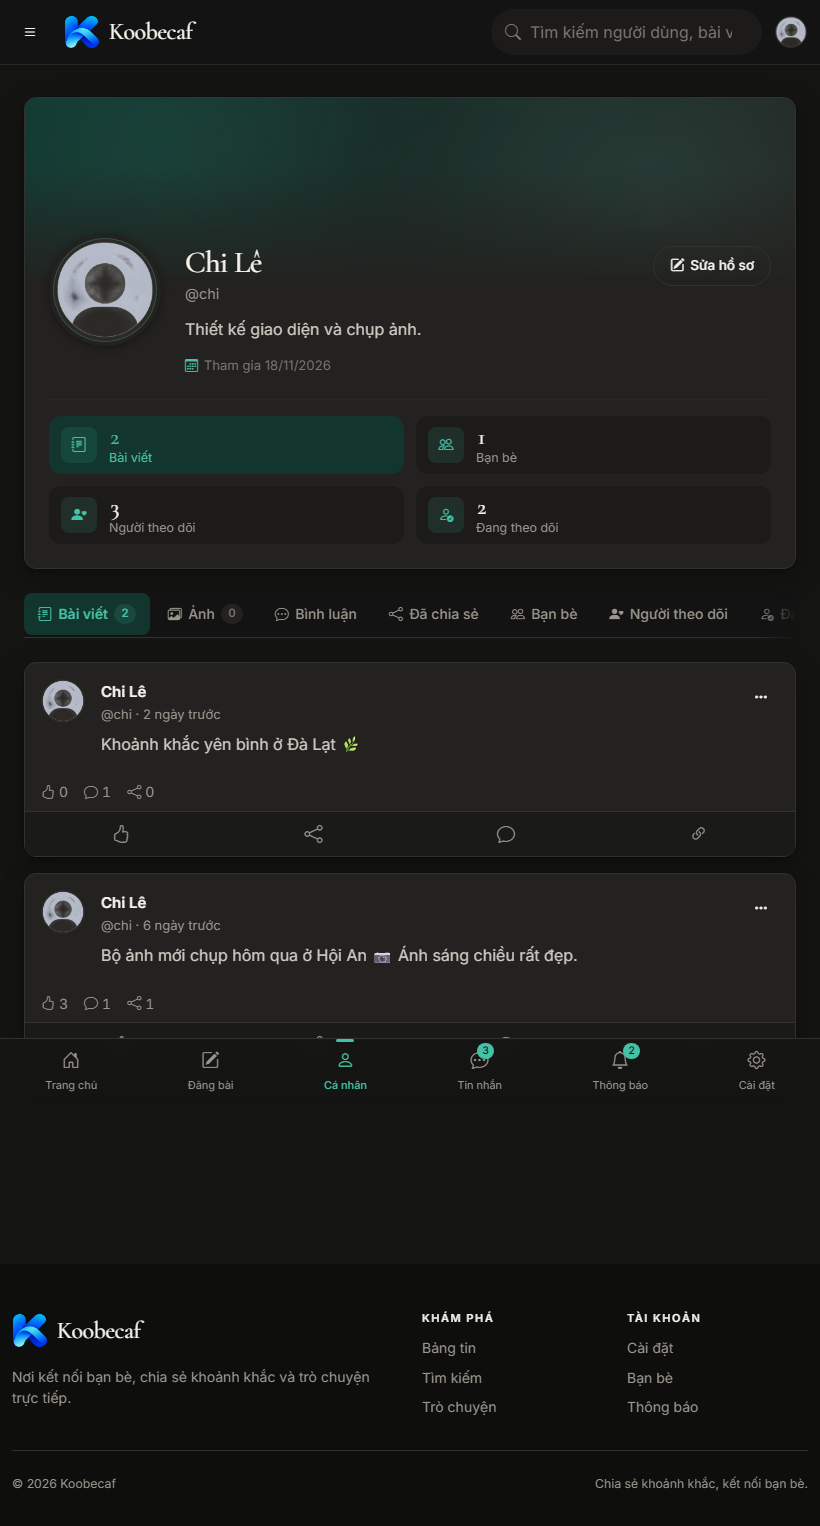 Koobecaf
Tìm kiếm người dùng, bài v
Chi Lê
@chi
Sửa hồ sơ
Thiết kế giao diện và chụp ảnh.
Tham gia 18/11/2026
2
Bài viết
1
Bạn bè
3
Người theo dõi
2
Đang theo dõi
Bài viết 2 Ảnh 0 Bình luận Đã chia sẻ Bạn bè Người theo dõi
Chi Lê
@chi · 2 ngày trước
Khoảnh khắc yên bình ở Đà Lạt 🌿
0 1 0
Chi Lê
@chi · 6 ngày trước
Bộ ảnh mới chụp hôm qua ở Hội An 📷 Ánh sáng chiều rất đẹp.
3 1 1
3 2
Trang chủ Đăng bài Cá nhân Tin nhắn Thông báo Cài đặt
Koobecaf
Nơi kết nối bạn bè, chia sẻ khoảnh khắc và trò chuyện
trực tiếp.
KHÁM PHÁ
Bảng tin
Tìm kiếm
Trò chuyện
TÀI KHOẢN
Cài đặt
Bạn bè
Thông báo
© 2026 Koobecaf
Chia sẻ khoảnh khắc, kết nối bạn bè.